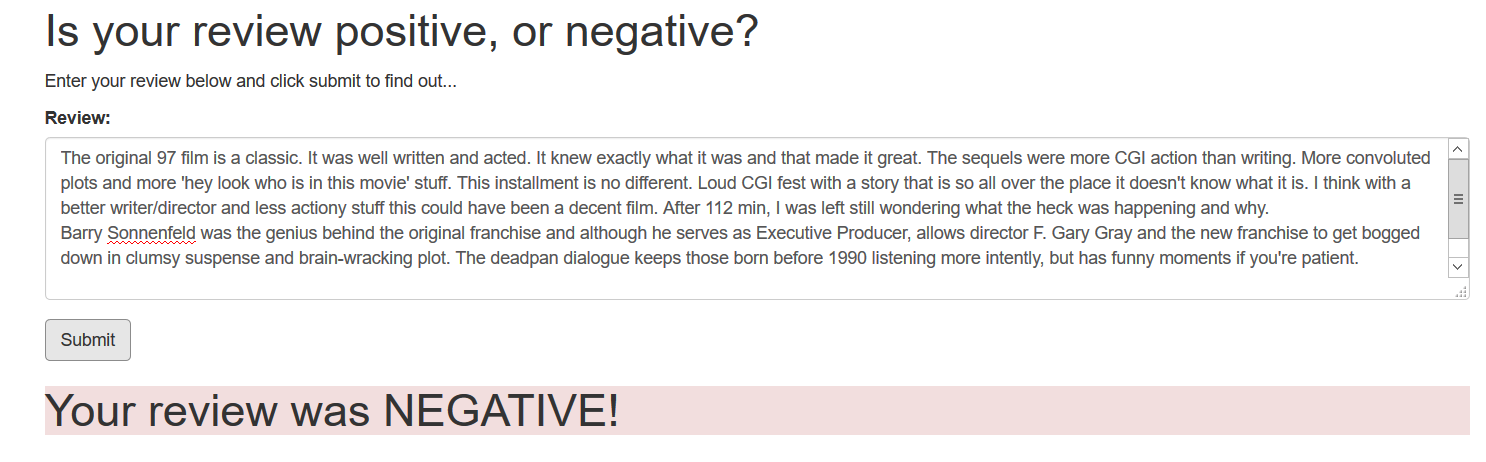 Is your review positive, or negative?
Enter your review below and click submit to find out...
Review:
The original 97 film is a classic. It was well written and acted. It knew exactly what it was and that made it great. The sequels were more CGI action than writing. More convoluted
plots and more 'hey look who is in this movie' stuff. This installment is no different. Loud CGI fest with a story that is so all over the place it doesn't know what it is. I think with a
better writer/director and less actiony stuff this could have been a decent film. After 112 min, I was left still wondering what the heck was happening and why.
Barry Sonnenfeld was the genius behind the original franchise and although he serves as Executive Producer, allows director F. Gary Gray and the new franchise to get bogged
down in clumsy suspense and brain-wracking plot. The deadpan dialogue keeps those born before 1990 listening more intently, but has funny moments if you're patient.
Submit
Your review was NEGATIVE!